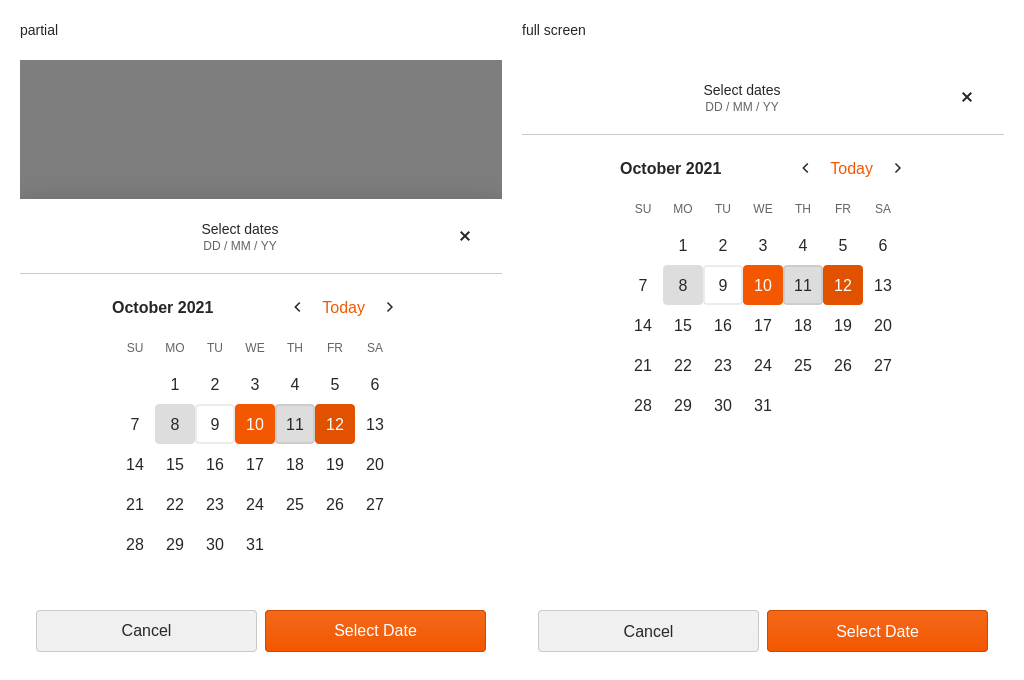 partial
Select dates
DD / MM / YY
October 2021 Today
SU MO TU WE TH FR SA
1 2 3 4 5 6
7 8 9 10 11 12 13
14 15 16 17 18 19 20
21 22 23 24 25 26 27
28 29 30 31
Cancel Select Date
full screen
Select dates
DD / MM / YY
October 2021 Today
SU MO TU WE TH FR SA
1 2 3 4 5 6
7 8 9 10 11 12 13
14 15 16 17 18 19 20
21 22 23 24 25 26 27
28 29 30 31
Cancel Select Date